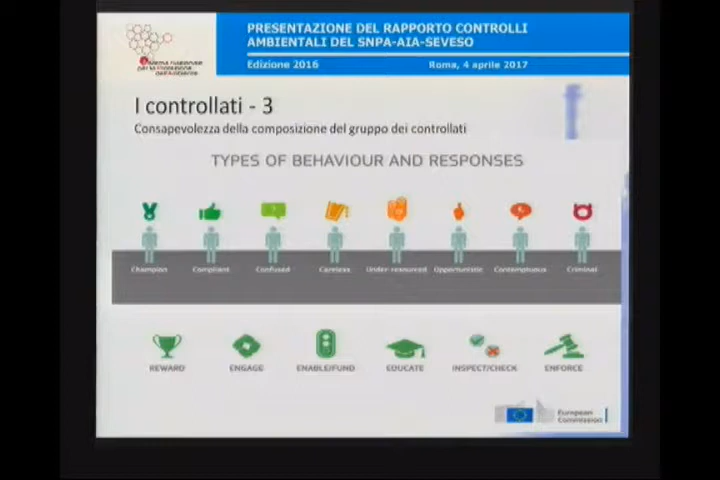 PRESENTAZIONE DEL RAPPORTO CONTROLLI
AMBIENTALI DEL SNPA-AIA-SEVESO
Edizione 2016
Roma, 4 aprile 2017
I controllati - 3
Consapevolezza della composizione del gruppo dei controllati
TYPES OF BEHAVIOUR AND RESPONSES
Champion Compliant Confused Careless Under-resourced Opportunistic Contemptuous Criminal
REWARD ENGAGE ENABLE/FUND EDUCATE INSPECT/CHECK ENFORCE
European
Commission